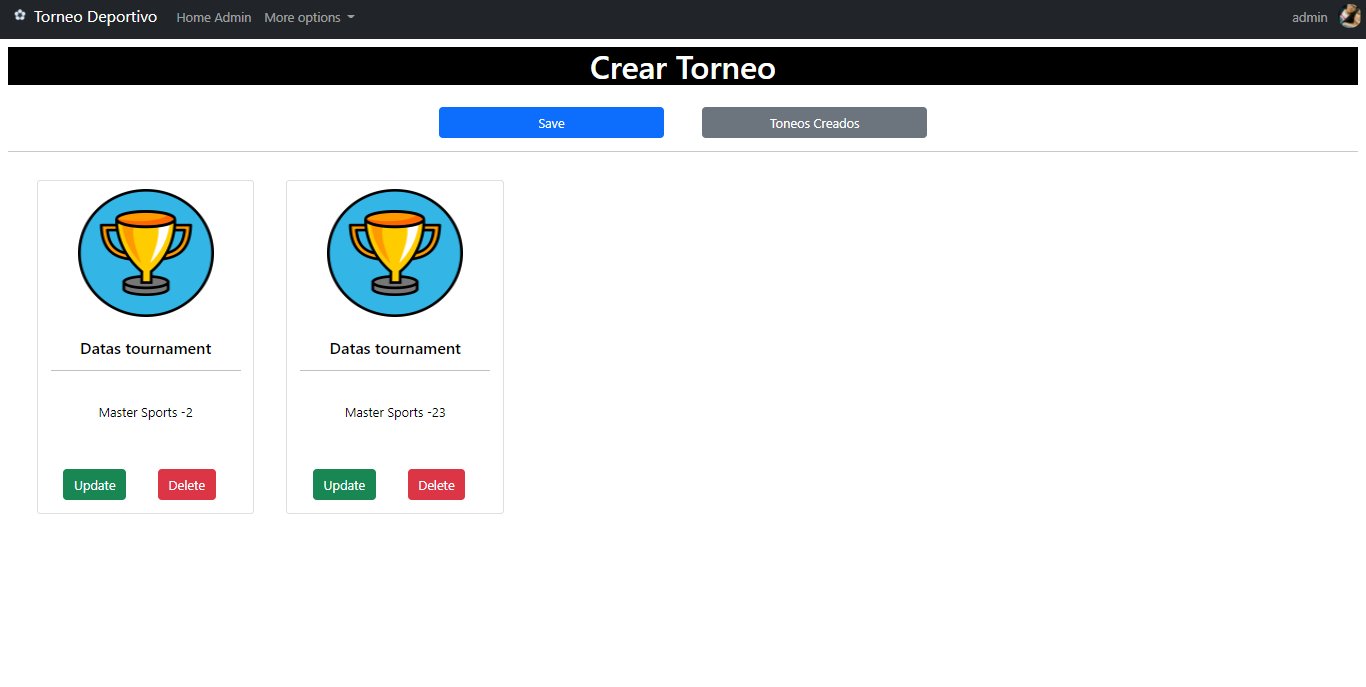 Torneo Deportivo Home Admin More options admin
Crear Torneo
Save Toneos Creados
Datas tournament
Master Sports -2
Update Delete
Datas tournament
Master Sports -23
Update Delete